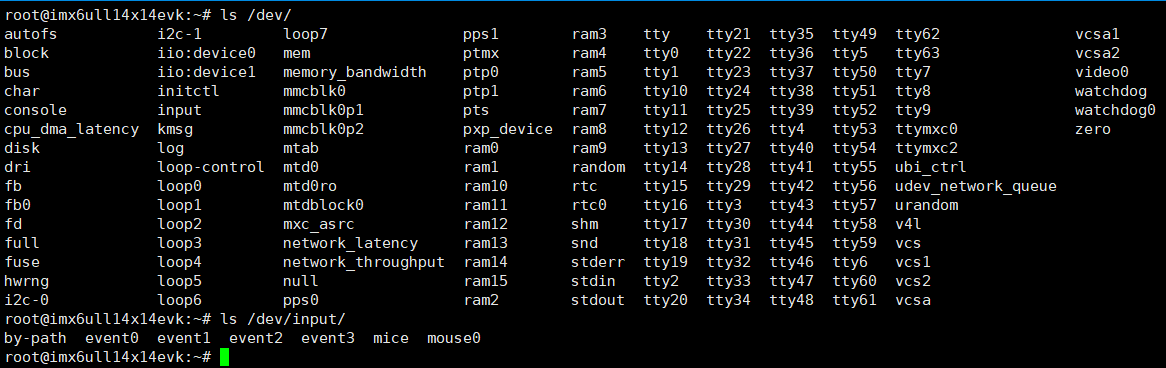 root@imx6ull14x14evk:~# ls /dev/
autofs i2c-1 loop7 pps1 ram3 tty tty21 tty35 tty49 tty62 vcsa1
block iio:device0 mem ptmx ram4 tty0 tty22 tty36 tty5 tty63 vcsa2
bus iio:device1 memory_bandwidth ptp0 ram5 tty1 tty23 tty37 tty50 tty7 video0
char initctl mmcblk0 ptp1 ram6 tty10 tty24 tty38 tty51 tty8 watchdog
console input mmcblk0p1 pts ram7 tty11 tty25 tty39 tty52 tty9 watchdog0
cpu_dma_latency kmsg mmcblk0p2 pxp_device ram8 tty12 tty26 tty4 tty53 ttymxc0 zero
disk log mtab ram0 ram9 tty13 tty27 tty40 tty54 ttymxc2
dri loop-control mtd0 ram1 random tty14 tty28 tty41 tty55 ubi_ctrl
fb loop0 mtd0ro ram10 rtc tty15 tty29 tty42 tty56 udev_network_queue
fb0 loop1 mtdblock0 ram11 rtc0 tty16 tty3 tty43 tty57 urandom
fd loop2 mxc_asrc ram12 shm tty17 tty30 tty44 tty58 v4l
full loop3 network_latency ram13 snd tty18 tty31 tty45 tty59 vcs
fuse loop4 network_throughput ram14 stderr tty19 tty32 tty46 tty6 vcs1
hwrng loop5 null ram15 stdin tty2 tty33 tty47 tty60 vcs2
i2c-0 loop6 pps0 ram2 stdout tty20 tty34 tty48 tty61 vcsa
root@imx6ull14x14evk:~# ls /dev/input/
by-path event0 event1 event2 event3 mice mouse0
root@imx6ull14x14evk:~#